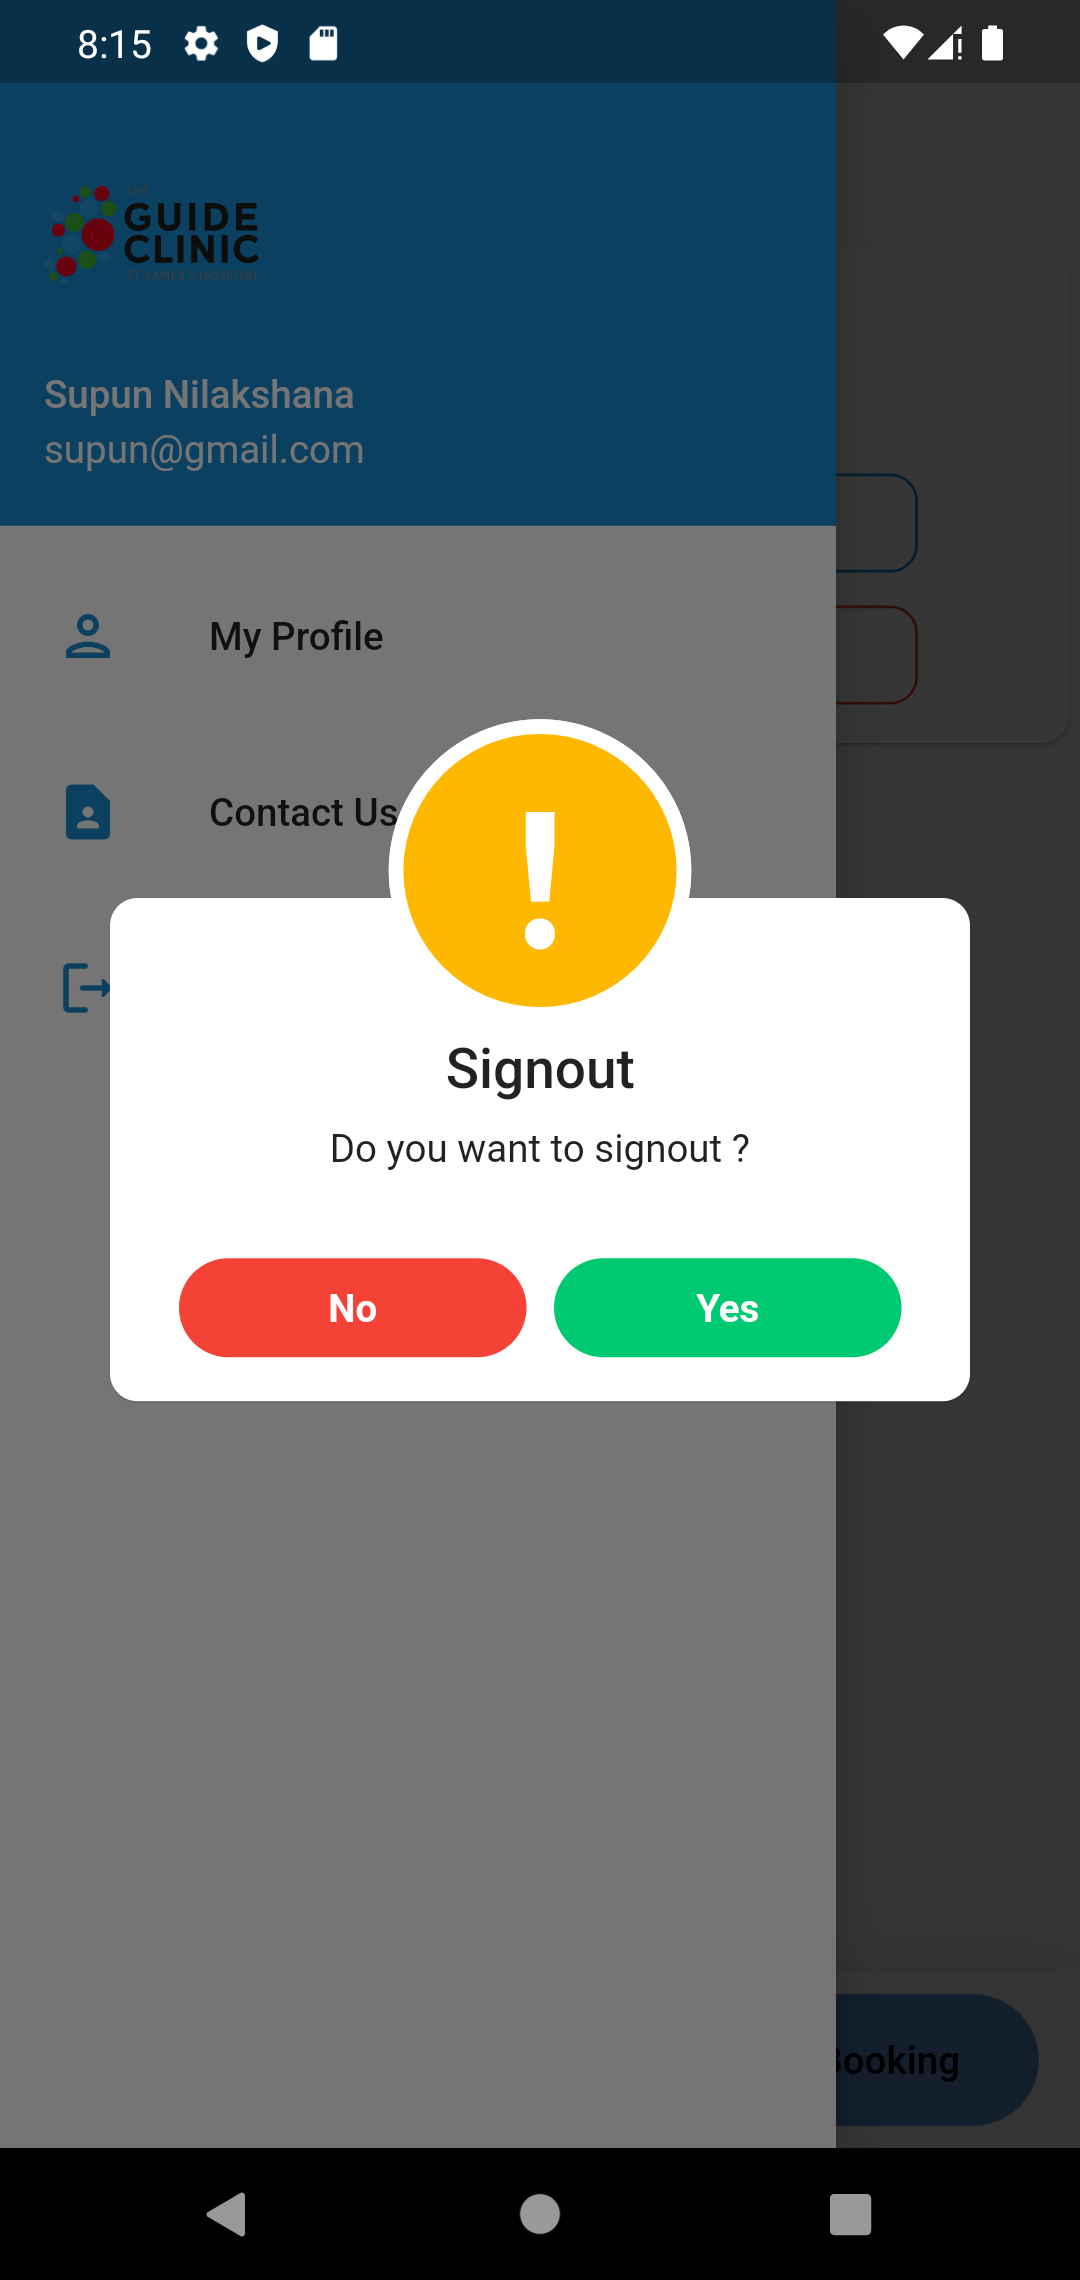 8:15
THE
GUIDE
CLINIC
ST JAMES'S HOSPITAL
Supun Nilakshana
supun@gmail.com
My Profile
Contact Us
!
Signout
Do you want to signout ?
No
Yes
Booking